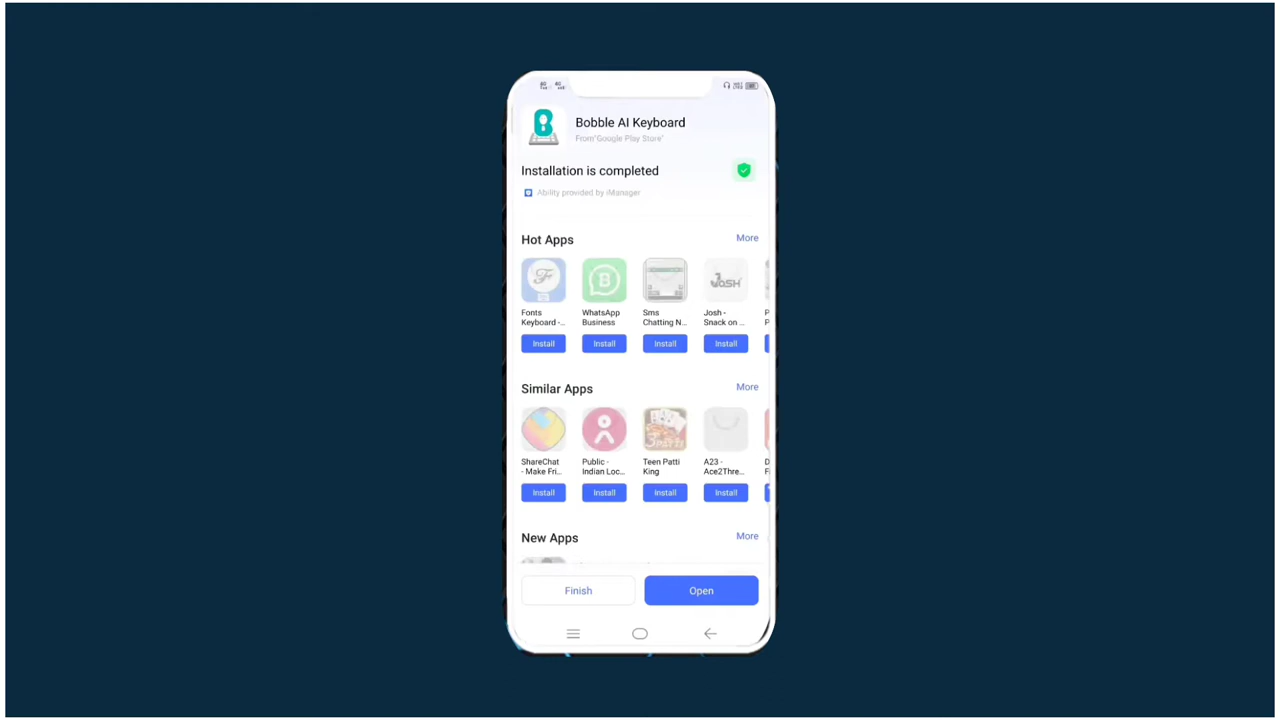 Bobble AI Keyboard
From"Google Play Store"
Installation is completed
Ability provided by iManager
Hot Apps
More
Fonts
Keyboard -...
WhatsApp
Business
Sms
Chatting N...
Josh -
Snack on ...
Install
Install
Install
Install
Similar Apps
More
ShareChat
- Make Fri...
Public -
Indian Loc...
Teen Patti
King
A23 -
Ace2Thre...
Install
Install
Install
Install
New Apps
More
Finish
Open